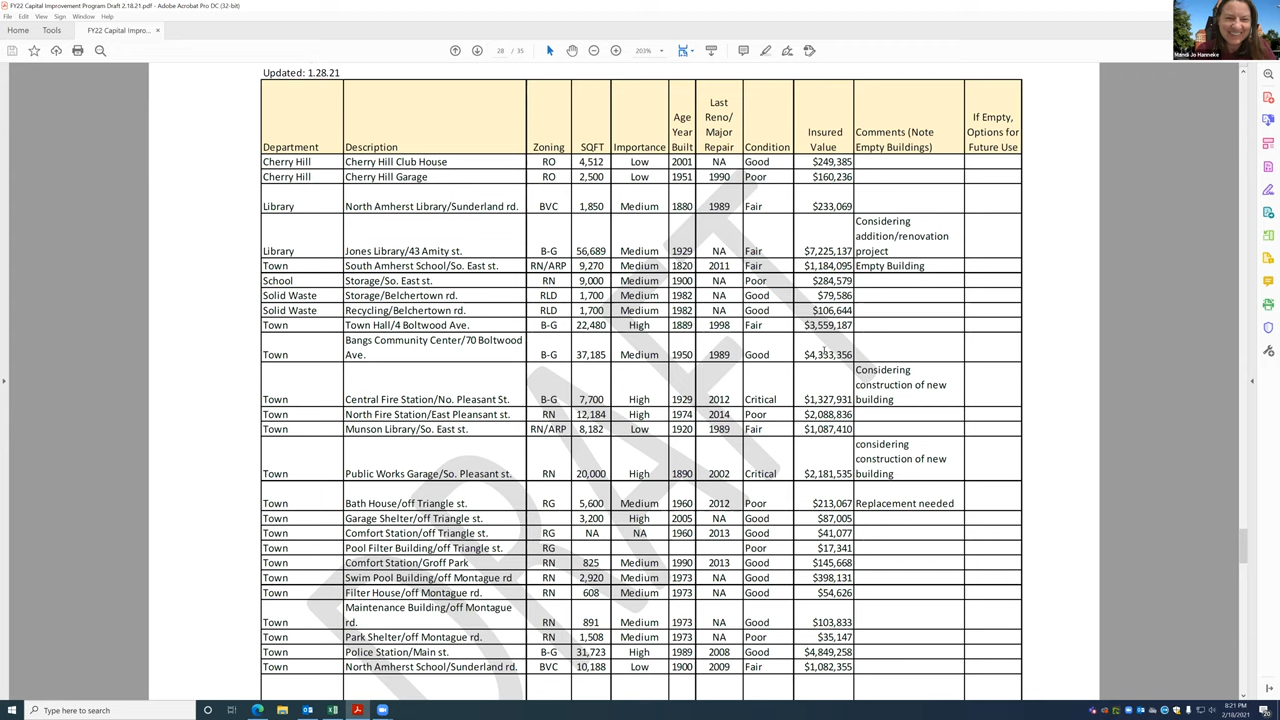 FY22 Capital Improvement Program Draft 2.18.21.pdf - Adobe Acrobat Pro DC (32-bit)
File Edit View Sign Window Help
Home Tools FY22 Capital Impro... ×
28 / 35 203%
Mandi Jo Hanneke
Updated: 1.28.21
Department Description Zoning SQFT Importance Age Year Built Last Reno/ Major Repair Condition Insured Value Comments (Note Empty Buildings) If Empty, Options for Future Use
Cherry Hill Cherry Hill Club House RO 4,512 Low 2001 NA Good $249,385
Cherry Hill Cherry Hill Garage RO 2,500 Low 1951 1990 Poor $160,236
Library North Amherst Library/Sunderland rd. BVC 1,850 Medium 1880 1989 Fair $233,069
Library Jones Library/43 Amity st. B-G 56,689 Medium 1929 NA Fair $7,225,137 Considering addition/renovation project
Town South Amherst School/So. East st. RN/ARP 9,270 Medium 1820 2011 Fair $1,184,095 Empty Building
School Storage/So. East st. RN 9,000 Medium 1900 NA Poor $284,579
Solid Waste Storage/Belchertown rd. RLD 1,700 Medium 1982 NA Good $79,586
Solid Waste Recycling/Belchertown rd. RLD 1,700 Medium 1982 NA Good $106,644
Town Town Hall/4 Boltwood Ave. B-G 22,480 High 1889 1998 Fair $3,559,187
Town Bangs Community Center/70 Boltwood Ave. B-G 37,185 Medium 1950 1989 Good $4,333,356
Town Central Fire Station/No. Pleasant St. B-G 7,700 High 1929 2012 Critical $1,327,931 Considering construction of new building
Town North Fire Station/East Pleansant st. RN 12,184 High 1974 2014 Poor $2,088,836
Town Munson Library/So. East st. RN/ARP 8,182 Low 1920 1989 Fair $1,087,410
Town Public Works Garage/So. Pleasant st. RN 20,000 High 1890 2002 Critical $2,181,535 considering construction of new building
Town Bath House/off Triangle st. RG 5,600 Medium 1960 2012 Poor $213,067 Replacement needed
Town Garage Shelter/off Triangle st. 3,200 High 2005 NA Good $87,005
Town Comfort Station/off Triangle st. RG NA NA 1960 2013 Good $41,077
Town Pool Filter Building/off Triangle st. RG Poor $17,341
Town Comfort Station/Groff Park RN 825 Medium 1990 2013 Good $145,668
Town Swim Pool Building/off Montague rd RN 2,920 Medium 1973 NA Good $398,131
Town Filter House/off Montague rd. RN 608 Medium 1973 NA Good $54,626
Town Maintenance Building/off Montague rd. RN 891 Medium 1973 NA Good $103,833
Town Park Shelter/off Montague rd. RN 1,508 Medium 1973 NA Poor $35,147
Town Police Station/Main st. B-G 31,723 High 1989 2008 Good $4,849,258
Town North Amherst School/Sunderland rd. BVC 10,188 Low 1900 2009 Fair $1,082,355
DRAFT
Type here to search
8:21 PM
2/18/2021
20